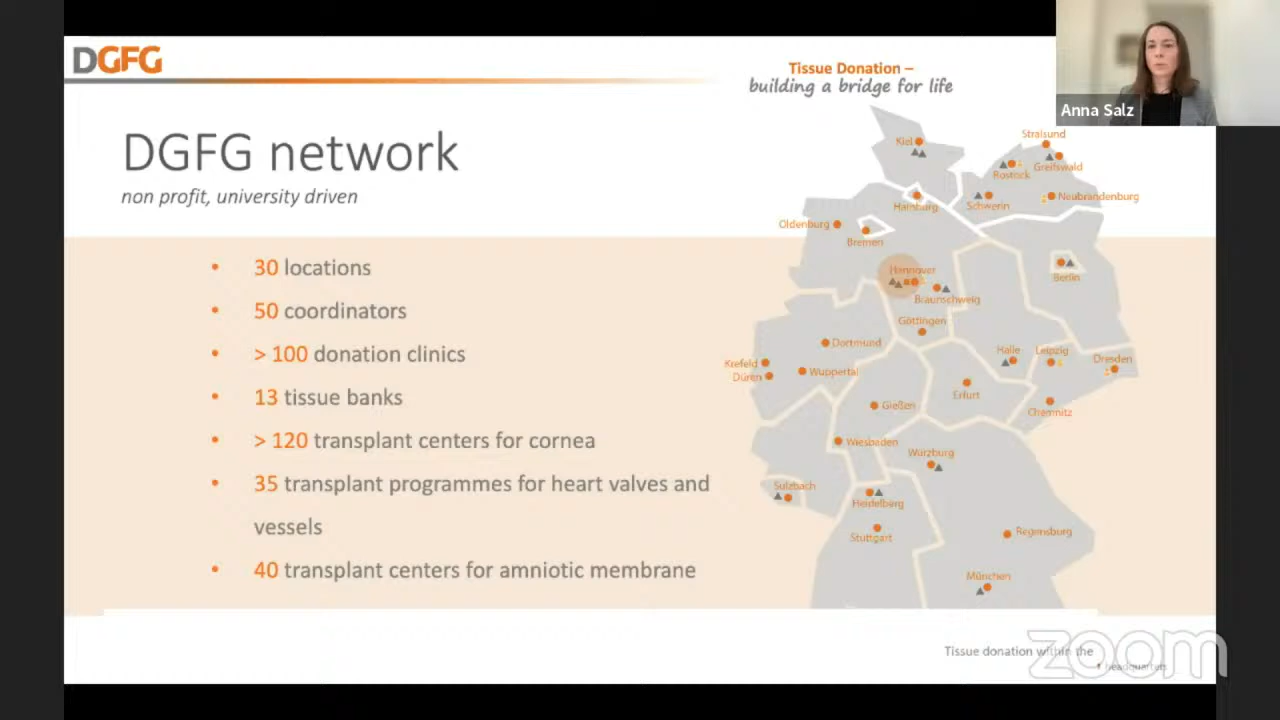 DGFG
Tissue Donation –
building a bridge for life
Anna Salz
DGFG network
non profit, university driven
• 30 locations
• 50 coordinators
• > 100 donation clinics
• 13 tissue banks
• > 120 transplant centers for cornea
• 35 transplant programmes for heart valves and
vessels
• 40 transplant centers for amniotic membrane
Kiel
Stralsund
Greifswald
Rostock
Neubrandenburg
Hamburg
Schwerin
Oldenburg
Bremen
Hannover
Berlin
Braunschweig
Göttingen
Dortmund
Krefeld
Düren
Wuppertal
Halle
Leipzig
Dresden
Erfurt
Chemnitz
Gießen
Wiesbaden
Würzburg
Sulzbach
Heidelberg
Stuttgart
Regensburg
München
Tissue donation within the
headquarters
zoom